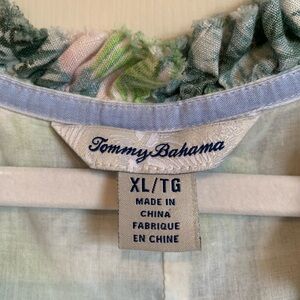 Tommy Bahama
XL/TG
MADE IN
CHINA
FABRIQUE
EN CHINE